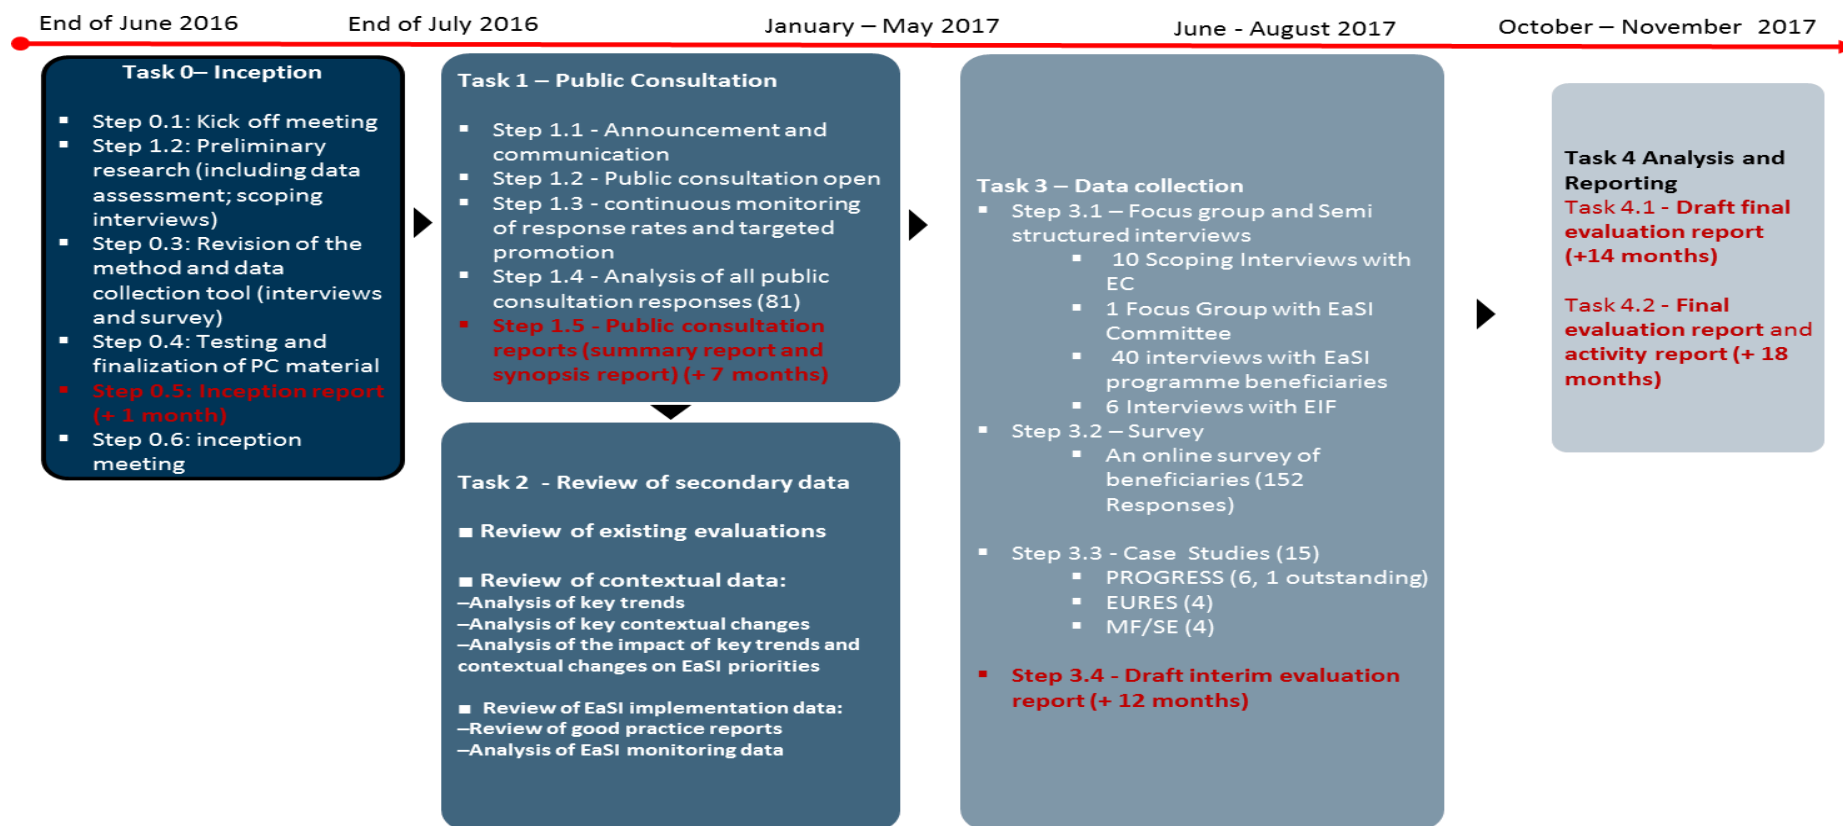 End of June 2016
End of July 2016
January – May 2017
June - August 2017
October – November 2017
Task 0– Inception
▪ Step 0.1: Kick off meeting
▪ Step 1.2: Preliminary
research (including data
assessment; scoping
interviews)
▪ Step 0.3: Revision of the
method and data
collection tool (interviews
and survey)
▪ Step 0.4: Testing and
finalization of PC material
▪ Step 0.5: Inception report
(+ 1 month)
▪ Step 0.6: inception
meeting
Task 1 – Public Consultation
▪ Step 1.1 - Announcement and
communication
▪ Step 1.2 - Public consultation open
▪ Step 1.3 - continuous monitoring
of response rates and targeted
promotion
▪ Step 1.4 - Analysis of all public
consultation responses (81)
▪ Step 1.5 - Public consultation
reports (summary report and
synopsis report) (+ 7 months)
Task 2 - Review of secondary data
■ Review of existing evaluations
■ Review of contextual data:
–Analysis of key trends
–Analysis of key contextual changes
–Analysis of the impact of key trends and
contextual changes on EaSI priorities
■ Review of EaSI implementation data:
–Review of good practice reports
–Analysis of EaSI monitoring data
Task 3 – Data collection
▪ Step 3.1 – Focus group and Semi
structured interviews
▪ 10 Scoping Interviews with
EC
▪ 1 Focus Group with EaSI
Committee
▪ 40 interviews with EaSI
programme beneficiaries
▪ 6 Interviews with EIF
▪ Step 3.2 – Survey
▪ An online survey of
beneficiaries (152
Responses)
▪ Step 3.3 - Case Studies (15)
▪ PROGRESS (6, 1 outstanding)
▪ EURES (4)
▪ MF/SE (4)
▪ Step 3.4 - Draft interim evaluation
report (+ 12 months)
Task 4 Analysis and
Reporting
Task 4.1 - Draft final
evaluation report
(+14 months)
Task 4.2 - Final
evaluation report and
activity report (+ 18
months)